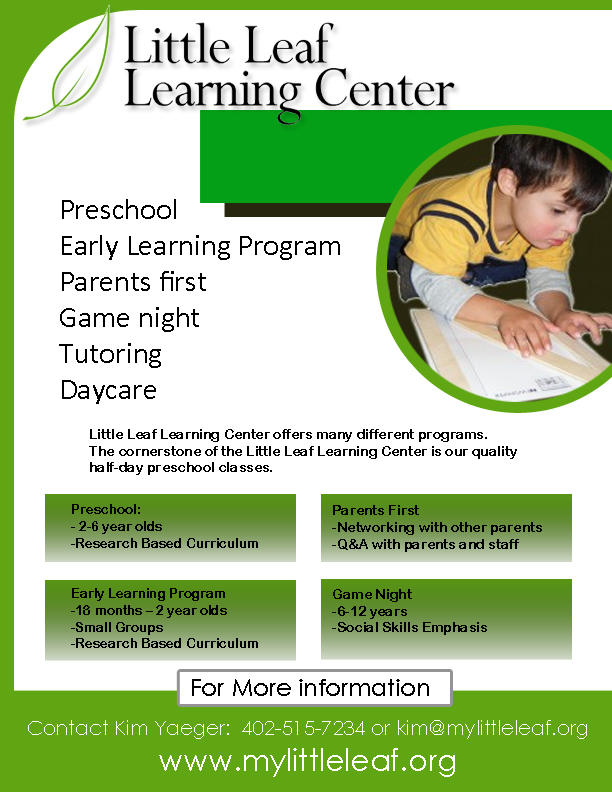 Little Leaf
Learning Center
Preschool
Early Learning Program
Parents first
Game night
Tutoring
Daycare
Little Leaf Learning Center offers many different programs.
The cornerstone of the Little Leaf Learning Center is our quality
half-day preschool classes.
Preschool:
- 2-6 year olds
-Research Based Curriculum
Parents First
-Networking with other parents
-Q&A with parents and staff
Early Learning Program
-18 months – 2 year olds
-Small Groups
-Research Based Curriculum
Game Night
-6-12 years
-Social Skills Emphasis
For More information
Contact Kim Yaeger:  402-515-7234 or kim@mylittleleaf.org
www.mylittleleaf.org